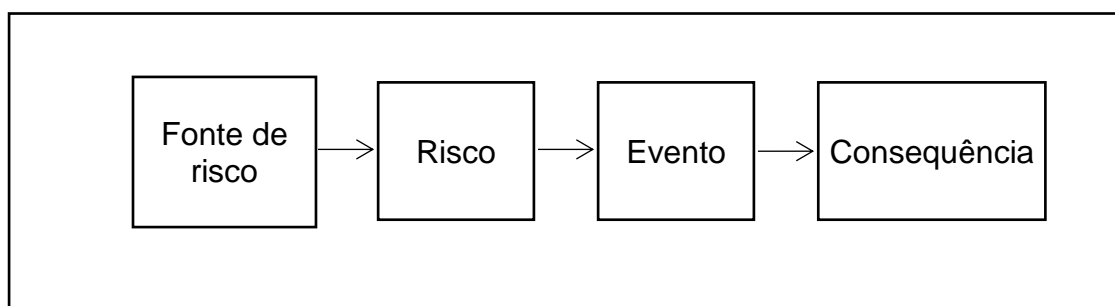 Fonte de
risco
Risco
Evento
Consequência